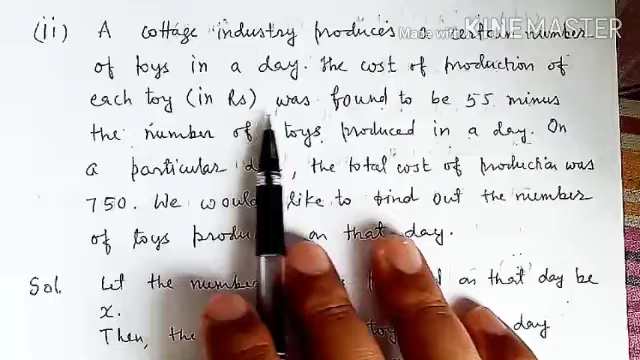 Made with KINEMASTER
(ii) A cottage industry produces a certain number
of toys in a day. The cost of production of
each toy (in Rs) was found to be 55 minus
the number of toys produced in a day. On
a particular the total cost of production was
750. We would like to find out the number
of toys on that day.
Sol. Let the on that day be
x.
Then, the day